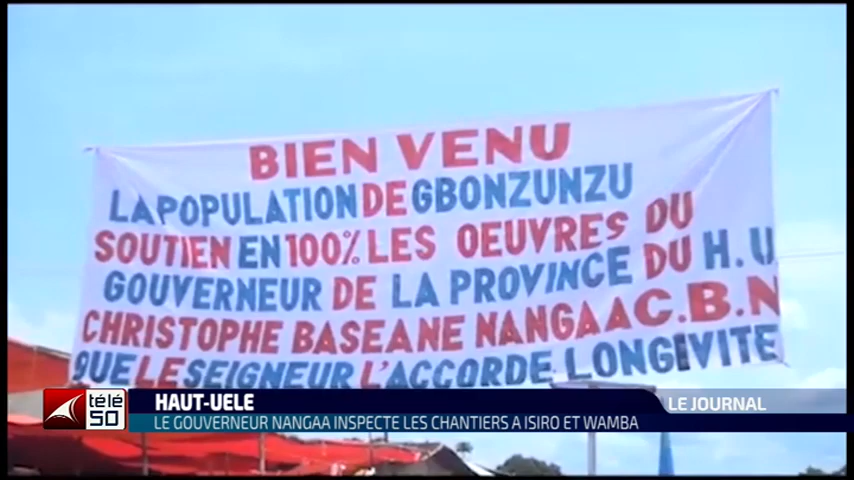 BIEN VENU
LA POPULATION DE GBONZUNZU
SOUTIEN EN 100% LES OEUVRES DU
GOUVERNEUR DE LA PROVINCE DU H.U
CHRISTOPHE BASEANE NANGAA C.B.N
QUE LE SEIGNEUR L'ACCORDE LONGIVITE
télé 50
HAUT-UELE
LE JOURNAL
LE GOUVERNEUR NANGAA INSPECTE LES CHANTIERS A ISIRO ET WAMBA